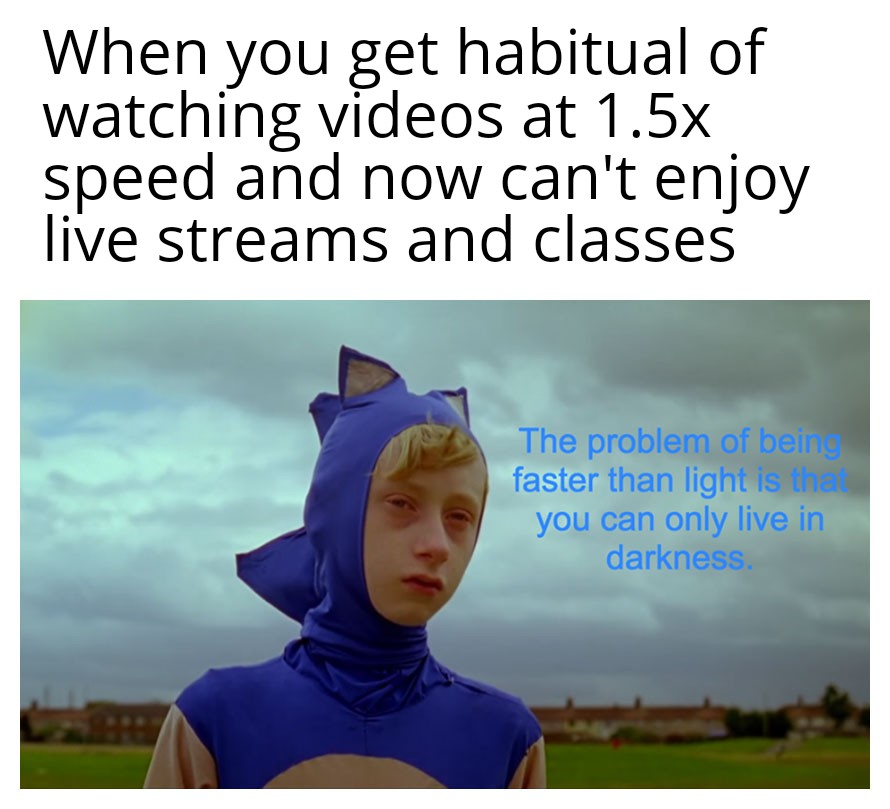 When you get habitual of
watching videos at 1.5x
speed and now can't enjoy
live streams and classes
The problem of being
faster than light is that
you can only live in
darkness.